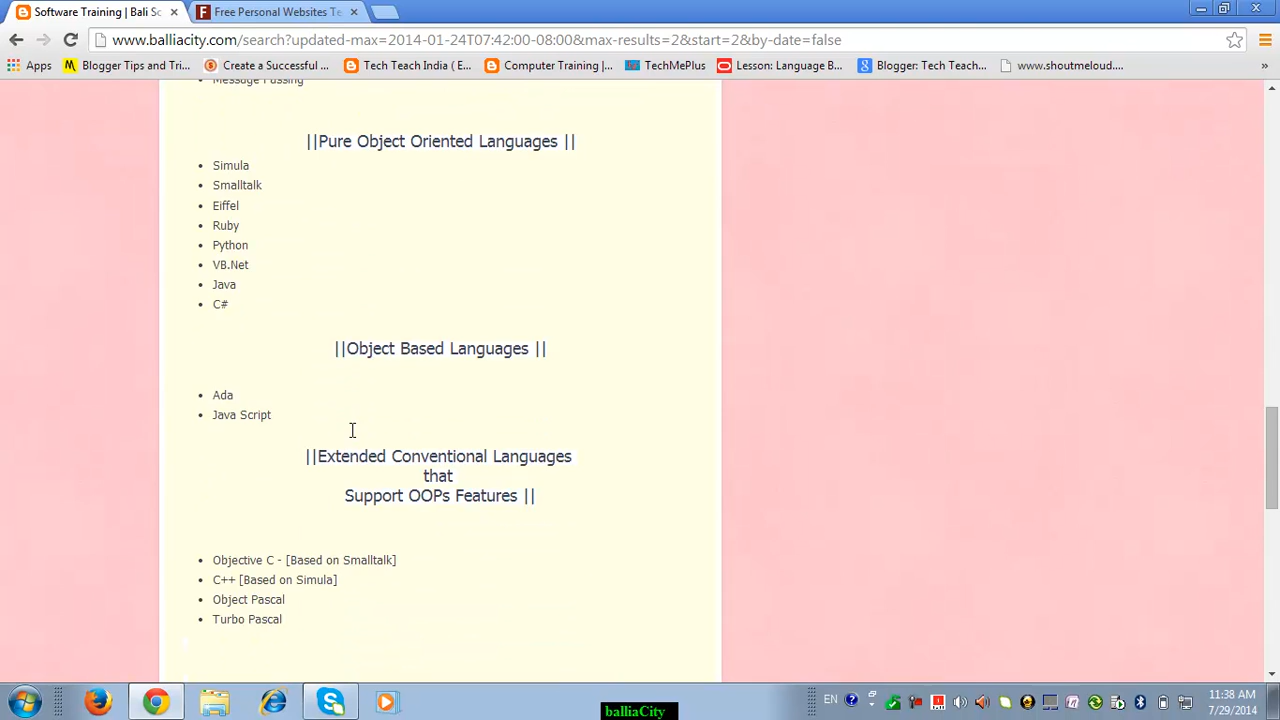 Software Training | Bali Sc
Free Personal Websites Te
www.balliacity.com/search?updated-max=2014-01-24T07:42:00-08:00&max-results=2&start=2&by-date=false
Apps Blogger Tips and Tri... Create a Successful ... Tech Teach India ( E... Computer Training |... TechMePlus Lesson: Language B... Blogger: Tech Teach... www.shoutmeloud.... »
Message Passing
||Pure Object Oriented Languages ||
• Simula
• Smalltalk
• Eiffel
• Ruby
• Python
• VB.Net
• Java
• C#
||Object Based Languages ||
• Ada
• Java Script
||Extended Conventional Languages
that
Support OOPs Features ||
• Objective C - [Based on Smalltalk]
• C++ [Based on Simula]
• Object Pascal
• Turbo Pascal
EN
11:38 AM
7/29/2014
balliaCity